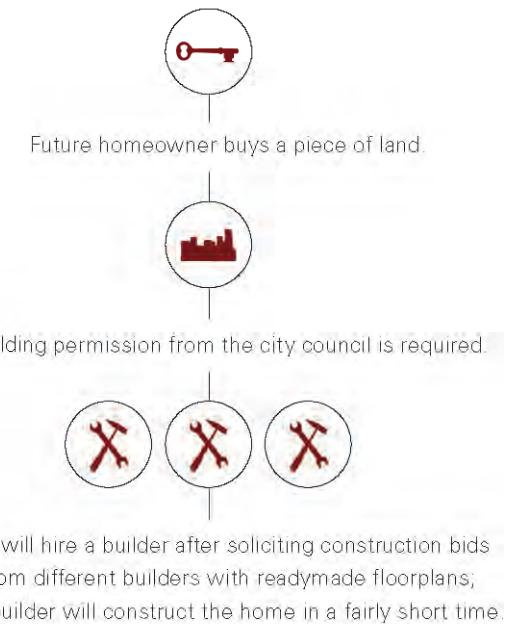 Future homeowner buys a piece of land.
lding permission from the city council is required.
will hire a builder after soliciting construction bids
om different builders with readymade floorplans;
uilder will construct the home in a fairly short time.